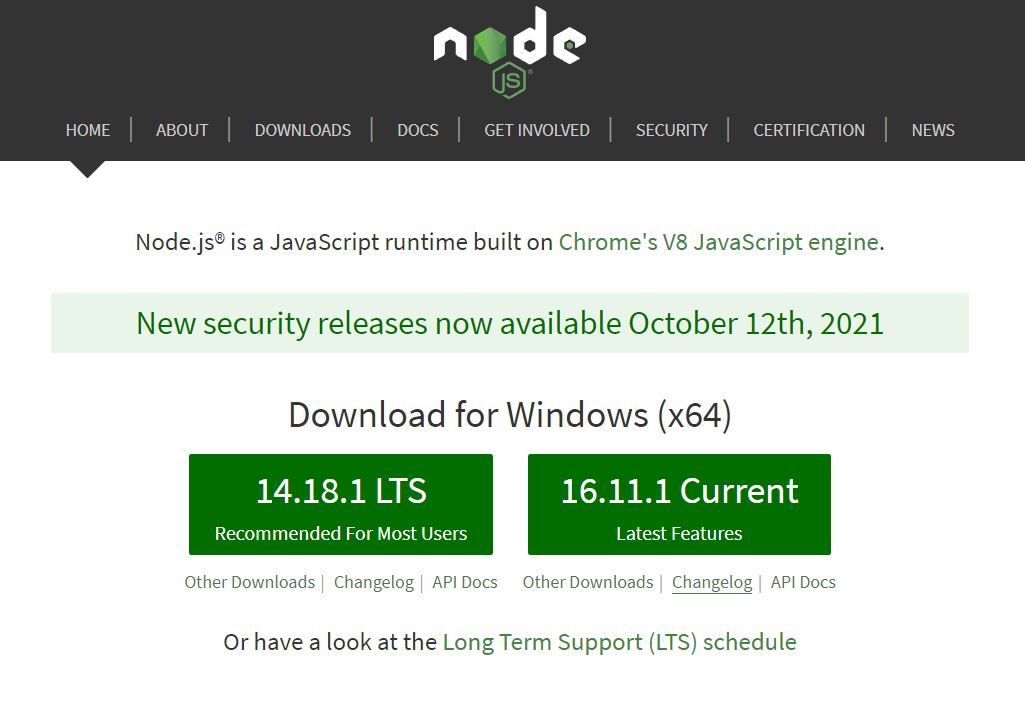 node
JS®
HOME | ABOUT | DOWNLOADS | DOCS | GET INVOLVED | SECURITY | CERTIFICATION | NEWS
Node.js® is a JavaScript runtime built on Chrome's V8 JavaScript engine.
New security releases now available October 12th, 2021
Download for Windows (x64)
14.18.1 LTS
Recommended For Most Users
16.11.1 Current
Latest Features
Other Downloads | Changelog | API Docs
Other Downloads | Changelog | API Docs
Or have a look at the Long Term Support (LTS) schedule